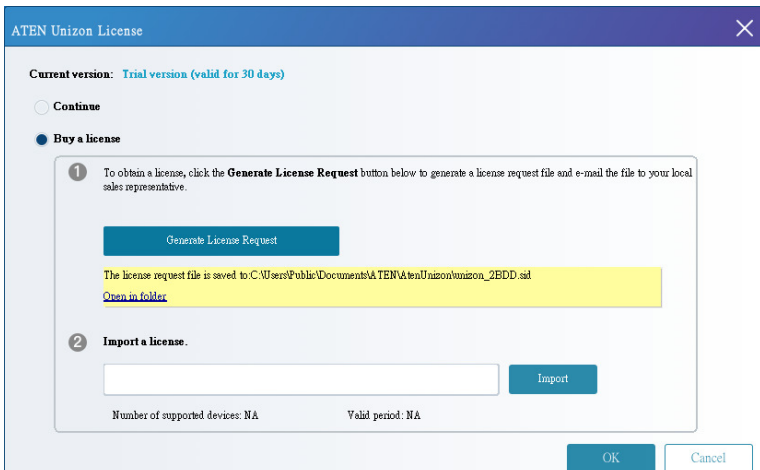 ATEN Unizon License
Current version: Trial version (valid for 30 days)
Continue
Buy a license
1
To obtain a license, click the Generate License Request button below to generate a license request file and e-mail the file to your local
sales representative.
Generate License Request
The license request file is saved to:C:\Users\Public\Documents\ATEN\AtenUnizon\unizon_2BDD.sid
Open in folder
2
Import a license.
Import
Number of supported devices: NA Valid period: NA
OK Cancel